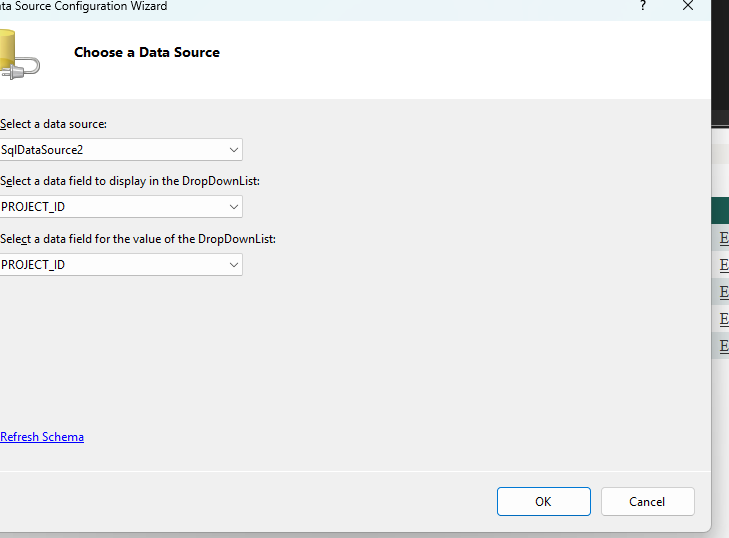 ta Source Configuration Wizard
?
Choose a Data Source
Select a data source:
SqlDataSource2
Select a data field to display in the DropDownList:
PROJECT_ID
Select a data field for the value of the DropDownList:
PROJECT_ID
Refresh Schema
OK
Cancel
E
E
E
E
E